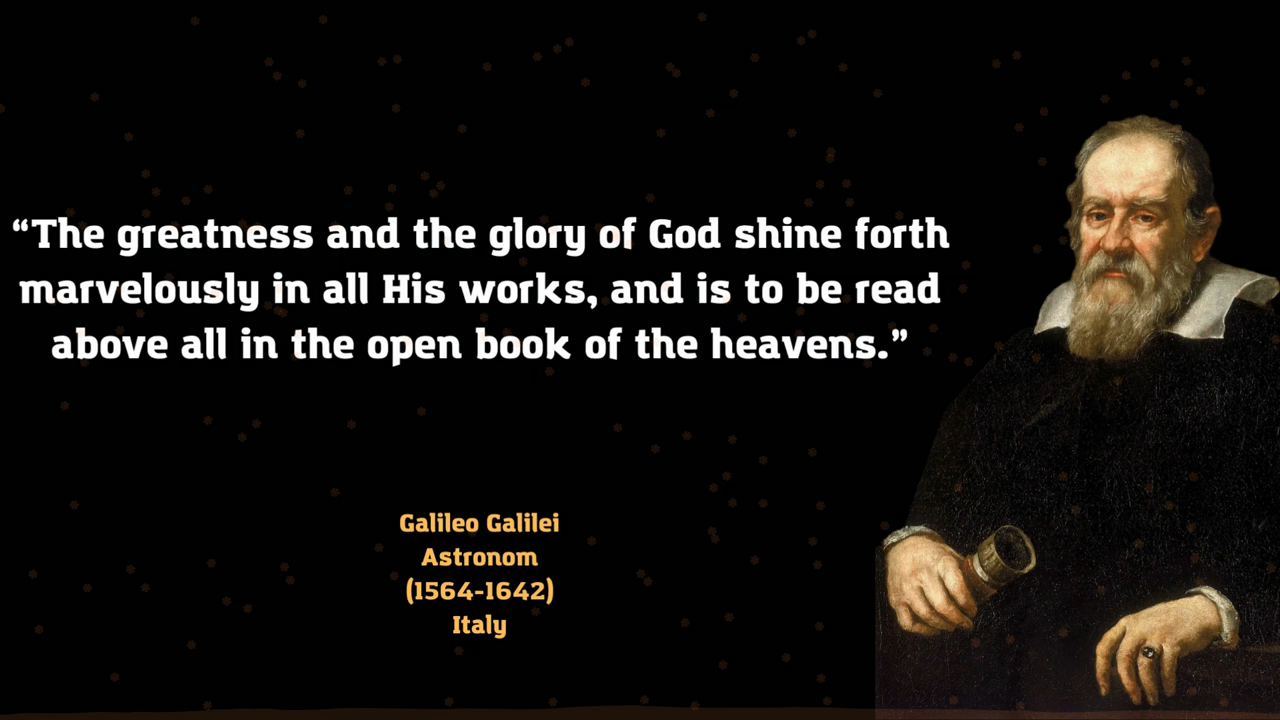 “The greatness and the glory of God shine forth
marvelously in all His works, and is to be read
above all in the open book of the heavens.”
Galileo Galilei
Astronom
(1564-1642)
Italy